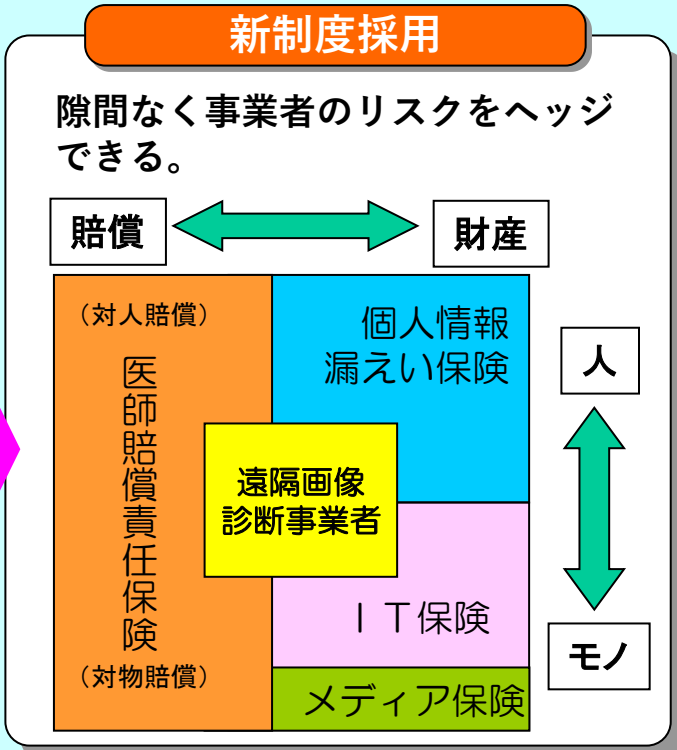 新制度採用
隙間なく事業者のリスクをヘッジ
できる。
賠償
財産
（対人賠償）
医師賠償責任保険
（対物賠償）
個人情報
漏えい保険
遠隔画像
診断事業者
ＩＴ保険
メディア保険
人
モノ